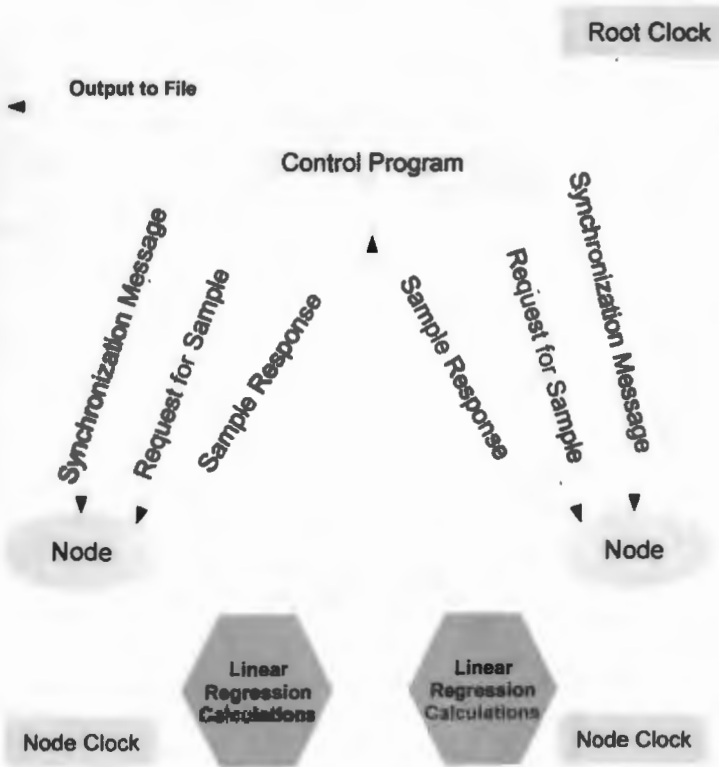 Root Clock
Output to File
Control Program
Synchronization Message
Request for Sample
Sample Response
Sample Response
Request for Sample
Synchronization Message
Node
Node
Linear
Regression
Calculations
Linear
Regression
Calculations
Node Clock
Node Clock